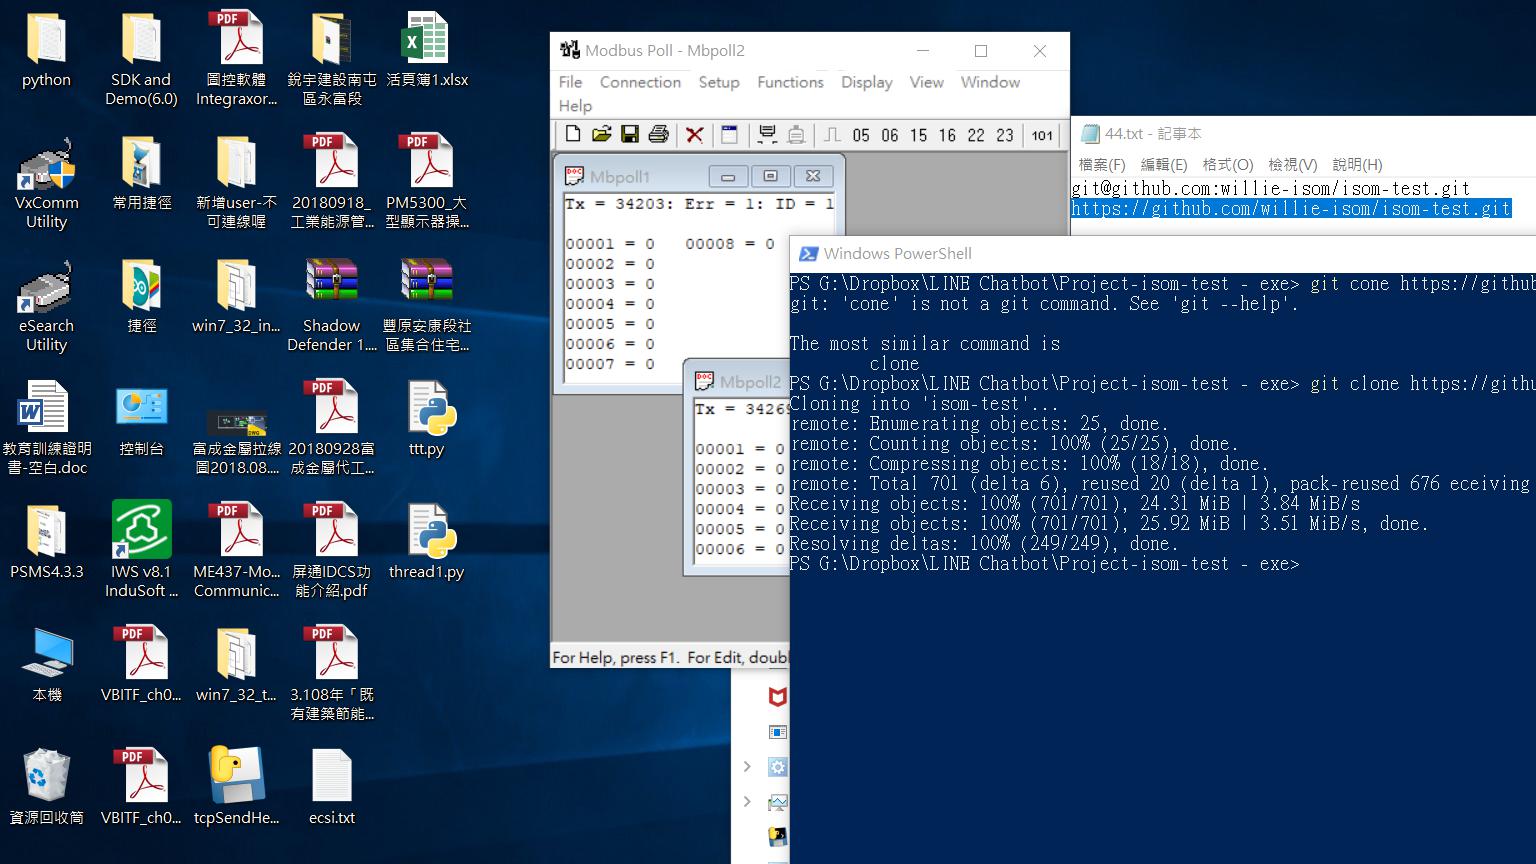 python
SDK and
Demo(6.0)
圖控軟體
Integraxor...
銳宇建設南屯
區永富段
活頁簿1.xlsx
VxComm
Utility
常用捷徑
新增user-不
可連線喔
20180918_
工業能源管...
PM5300_大
型顯示器操...
eSearch
Utility
捷徑
win7_32_in...
Shadow
Defender 1....
豐原安康段社
區集合住宅...
教育訓練證明
書-空白.doc
控制台
富成金屬拉線
圖2018.08....
20180928富
成金屬代工...
ttt.py
PSMS4.3.3
IWS v8.1
InduSoft ...
ME437-Mo...
Communic...
屏通IDCS功
能介紹.pdf
thread1.py
本機
VBITF_ch0...
win7_32_t...
3.108年「既
有建築節能...
資源回收筒
VBITF_ch0...
tcpSendHe...
ecsi.txt
Modbus Poll - Mbpoll2
File Connection Setup Functions Display View Window
Help
05 06 15 16 22 23 101
Mbpoll1
Tx = 34203: Err = 1: ID = 1
00001 = 0 00008 = 0
00002 = 0
00003 = 0
00004 = 0
00005 = 0
00006 = 0
00007 = 0
Mbpoll2
Tx = 34269
00001 = 0
00002 = 0
00003 = 0
00004 = 0
00005 = 0
00006 = 0
For Help, press F1. For Edit, doubl
44.txt - 記事本
檔案(F) 編輯(E) 格式(O) 檢視(V) 說明(H)
git@github.com:willie-isom/isom-test.git
https://github.com/willie-isom/isom-test.git
Windows PowerShell
PS G:\Dropbox\LINE Chatbot\Project-isom-test - exe> git cone https://github
git: 'cone' is not a git command. See 'git --help'.
The most similar command is
clone
PS G:\Dropbox\LINE Chatbot\Project-isom-test - exe> git clone https://githu
Cloning into 'isom-test'...
remote: Enumerating objects: 25, done.
remote: Counting objects: 100% (25/25), done.
remote: Compressing objects: 100% (18/18), done.
remote: Total 701 (delta 6), reused 20 (delta 1), pack-reused 676 eceiving
Receiving objects: 100% (701/701), 24.31 MiB | 3.84 MiB/s
Receiving objects: 100% (701/701), 25.92 MiB | 3.51 MiB/s, done.
Resolving deltas: 100% (249/249), done.
PS G:\Dropbox\LINE Chatbot\Project-isom-test - exe>